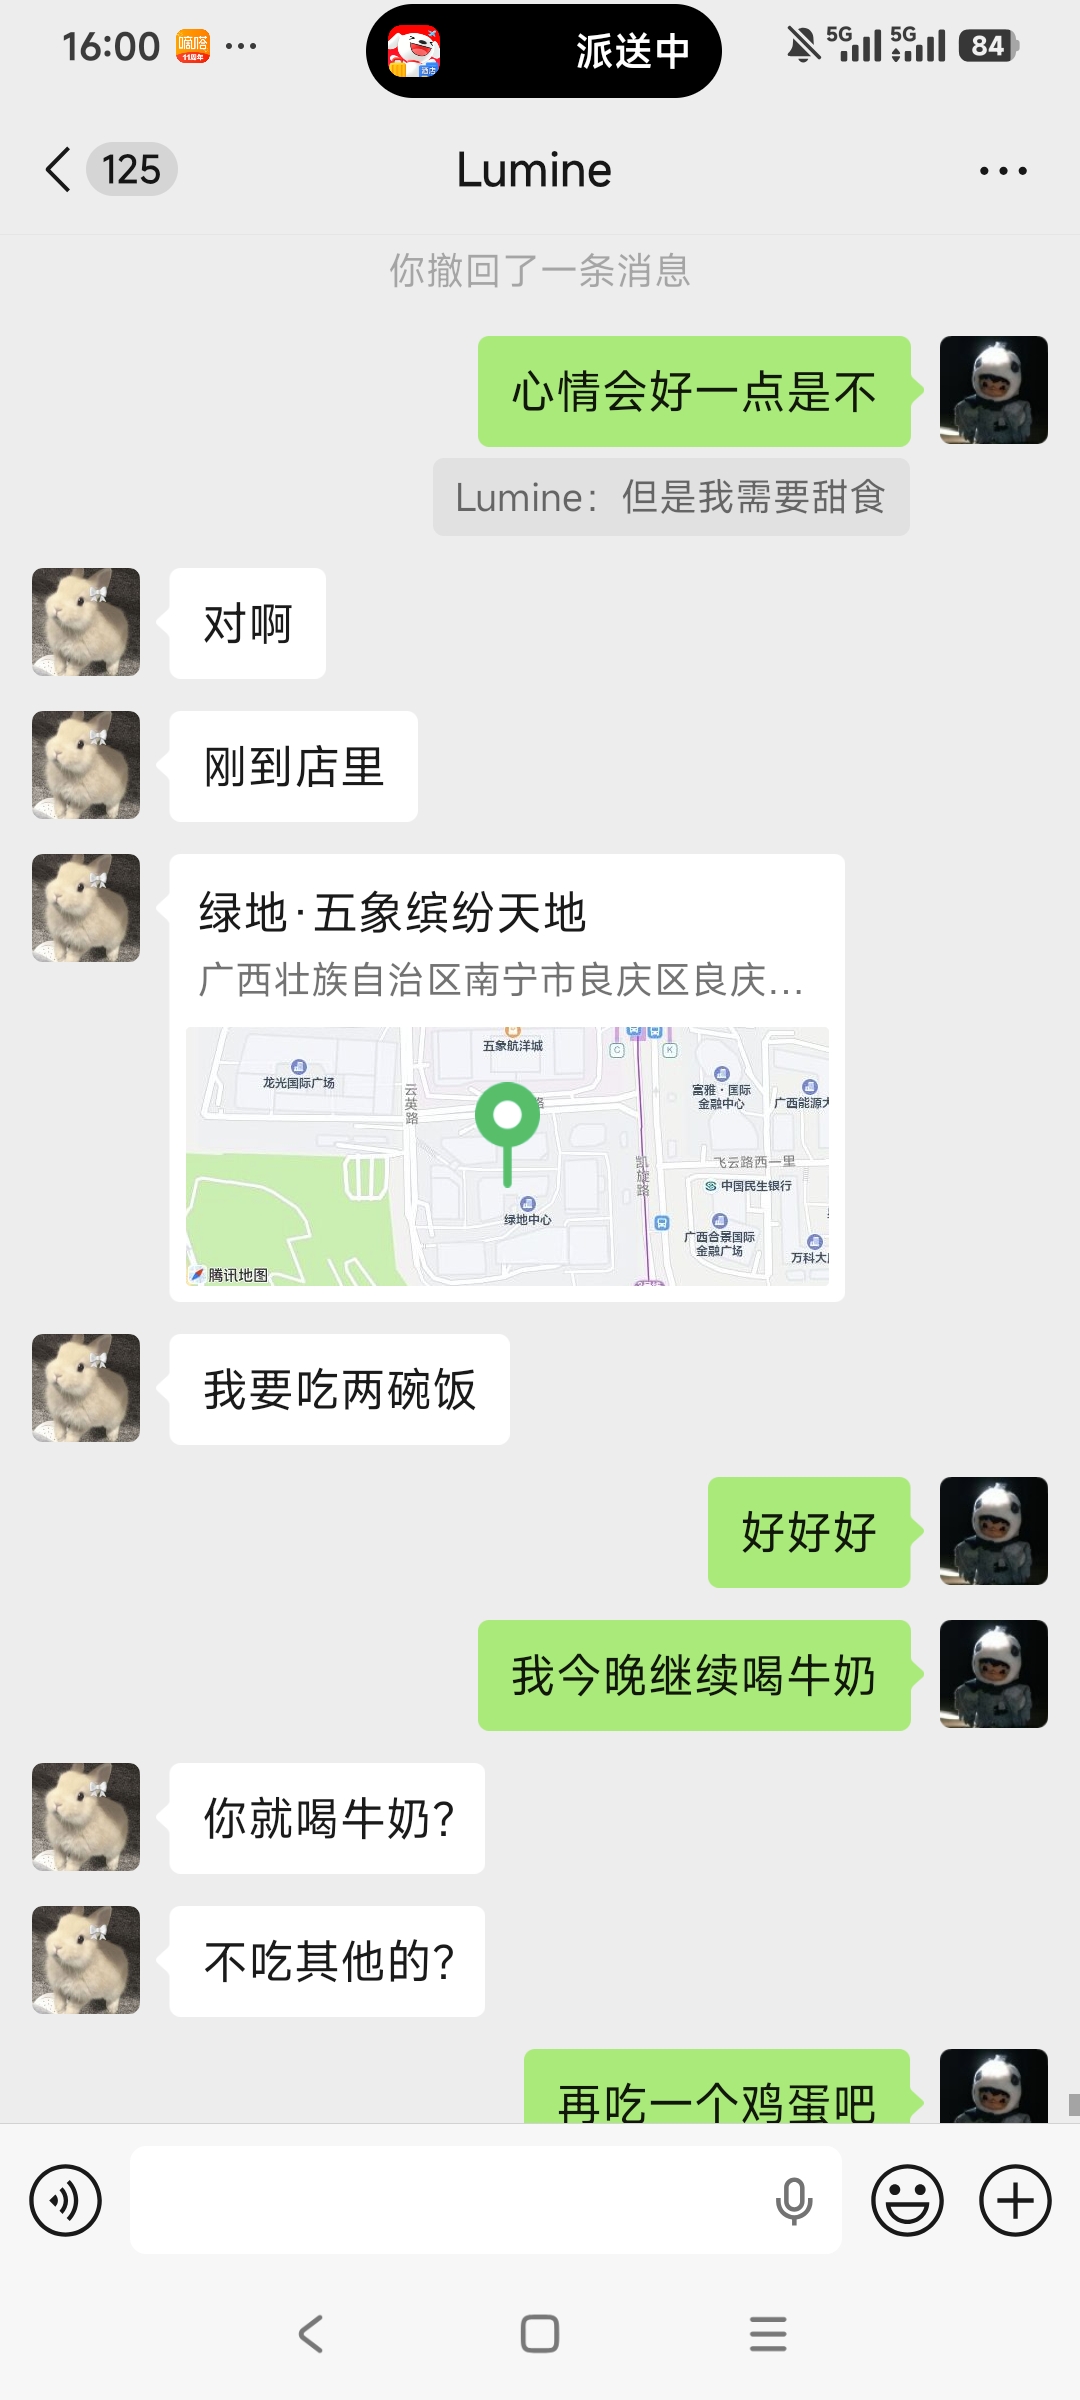 16:00
嘀嗒
派送中
5G
5G
84
125
Lumine
你撤回了一条消息
心情会好一点是不
Lumine：但是我需要甜食
对啊
刚到店里
绿地·五象缤纷天地
广西壮族自治区南宁市良庆区良庆...
五象航洋城
C
K
龙光国际广场
云英路
路
富雅·国际
金融中心
广西能源大
飞云路西一里
凯旋路
中国民生银行
绿地中心
广西合景国际
金融广场
万科大
腾讯地图
我要吃两碗饭
好好好
我今晚继续喝牛奶
你就喝牛奶？
不吃其他的？
再吃一个鸡蛋吧